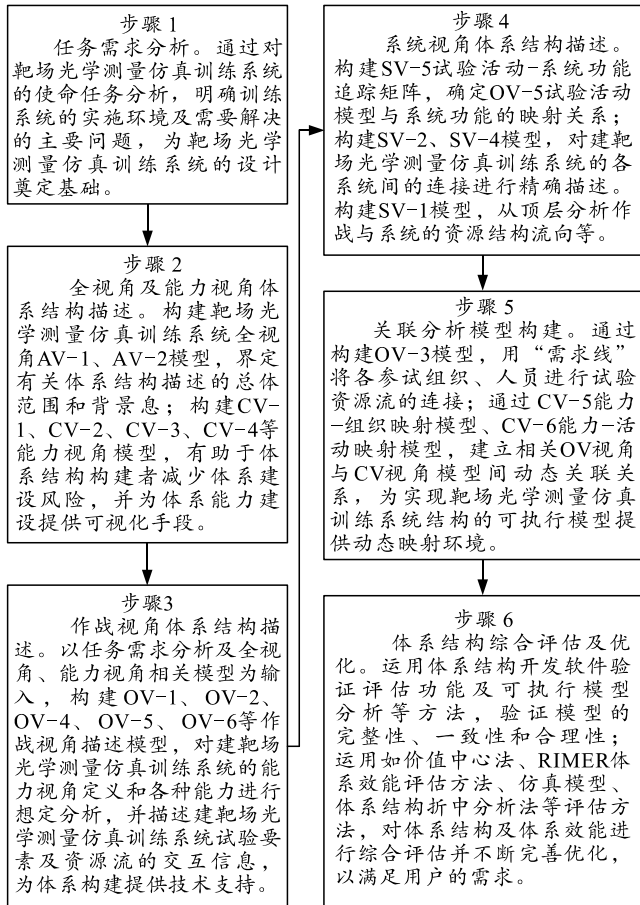 步骤 1
任务需求分析。通过对
靶场光学测量仿真训练系统
的使命任务分析，明确训练
系统的实施环境及需要解决
的主要问题，为靶场光学
测量仿真训练系统的设计
奠定基础。
步骤 2
全视角及能力视角体
系结构描述。构建靶场光
学测量仿真训练系统全视
角AV-1、AV-2模型，界定
有关体系结构描述的总体
范围和背景息；构建CV-
1、CV-2、CV-3、CV-4等
能力视角模型，有助于体
系结构构建者减少体系建
设风险，并为体系能力建
设提供可视化手段。
步骤3
作战视角体系结构描
述。以任务需求分析及全视
角、能力视角相关模型为输
入，构建OV-1、OV-2、
OV-4、OV-5、OV-6等作
战视角描述模型，对建靶场
光学测量仿真训练系统的能
力视角定义和各种能力进行
想定分析，并描述建靶场光
学测量仿真训练系统试验要
素及资源流的交互信息，
为体系构建提供技术支持。
步骤 4
系统视角体系结构描述。
构建SV-5试验活动-系统功能
追踪矩阵，确定OV-5试验活动
模型与系统功能的映射关系；
构建SV-2、SV-4模型，对建靶
场光学测量仿真训练系统的各
系统间的连接进行精确描述。
构建SV-1模型，从顶层分析作
战与系统的资源结构流向等。
步骤 5
关联分析模型构建。通过
构建OV-3模型，用“需求线”
将各参试组织、人员进行试验
资源流的连接；通过 CV-5能力
-组织映射模型、CV-6能力-活
动映射模型，建立相关OV视角
与CV视角模型间动态关联关
系，为实现靶场光学测量仿真
训练系统结构的可执行模型提
供动态映射环境。
步骤 6
体系结构综合评估及优
化。运用体系结构开发软件验
证评估功能及可执行模型
分析等方法，验证模型的
完整性、一致性和合理性；
运用如价值中心法、RIMER体
系效能评估方法、仿真模型、
体系结构折中分析法等评估方
法，对体系结构及体系效能进
行综合评估并不断完善优化，
以满足用户的需求。